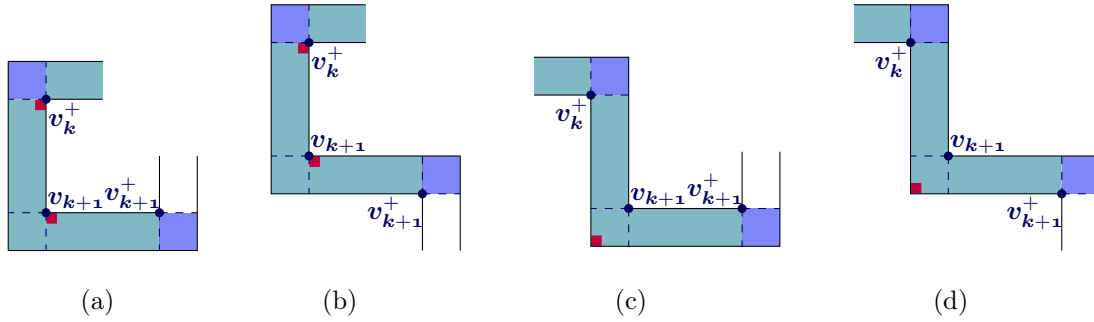 v_k^+
v_{k+1} v_{k+1}^+
(a)
v_k^+
v_{k+1}
v_{k+1}^+
(b)
v_k^+
v_{k+1} v_{k+1}^+
(c)
v_k^+
v_{k+1}
v_{k+1}^+
(d)